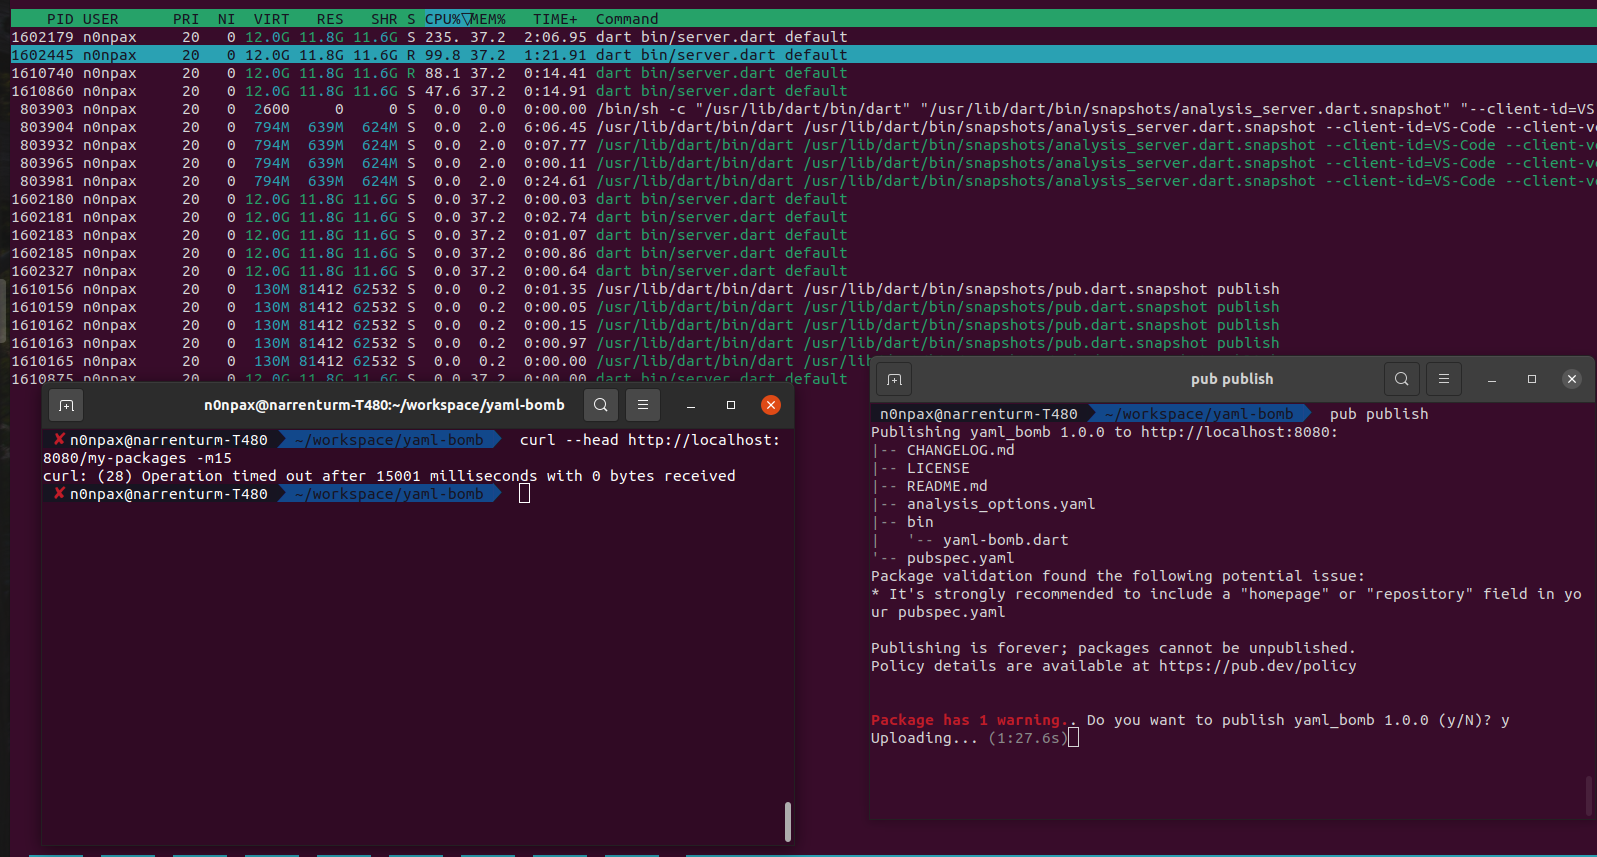 PID USER PRI NI VIRT RES SHR S CPU%▽MEM% TIME+ Command
1602179 n0npax 20 0 12.0G 11.8G 11.6G S 235. 37.2 2:06.95 dart bin/server.dart default
1602445 n0npax 20 0 12.0G 11.8G 11.6G R 99.8 37.2 1:21.91 dart bin/server.dart default
1610740 n0npax 20 0 12.0G 11.8G 11.6G R 88.1 37.2 0:14.41 dart bin/server.dart default
1610860 n0npax 20 0 12.0G 11.8G 11.6G S 47.6 37.2 0:14.91 dart bin/server.dart default
803903 n0npax 20 0 2600 0 0 S 0.0 0.0 0:00.00 /bin/sh -c "/usr/lib/dart/bin/dart" "/usr/lib/dart/bin/snapshots/analysis_server.dart.snapshot" "--client-id=VS-
803904 n0npax 20 0 794M 639M 624M S 0.0 2.0 6:06.45 /usr/lib/dart/bin/dart /usr/lib/dart/bin/snapshots/analysis_server.dart.snapshot --client-id=VS-Code --client-v
803932 n0npax 20 0 794M 639M 624M S 0.0 2.0 0:07.77 /usr/lib/dart/bin/dart /usr/lib/dart/bin/snapshots/analysis_server.dart.snapshot --client-id=VS-Code --client-v
803965 n0npax 20 0 794M 639M 624M S 0.0 2.0 0:00.11 /usr/lib/dart/bin/dart /usr/lib/dart/bin/snapshots/analysis_server.dart.snapshot --client-id=VS-Code --client-v
803981 n0npax 20 0 794M 639M 624M S 0.0 2.0 0:24.61 /usr/lib/dart/bin/dart /usr/lib/dart/bin/snapshots/analysis_server.dart.snapshot --client-id=VS-Code --client-v
1602180 n0npax 20 0 12.0G 11.8G 11.6G S 0.0 37.2 0:00.03 dart bin/server.dart default
1602181 n0npax 20 0 12.0G 11.8G 11.6G S 0.0 37.2 0:02.74 dart bin/server.dart default
1602183 n0npax 20 0 12.0G 11.8G 11.6G S 0.0 37.2 0:01.07 dart bin/server.dart default
1602185 n0npax 20 0 12.0G 11.8G 11.6G S 0.0 37.2 0:00.86 dart bin/server.dart default
1602327 n0npax 20 0 12.0G 11.8G 11.6G S 0.0 37.2 0:00.64 dart bin/server.dart default
1610156 n0npax 20 0 130M 81412 62532 S 0.0 0.2 0:01.35 /usr/lib/dart/bin/dart /usr/lib/dart/bin/snapshots/pub.dart.snapshot publish
1610159 n0npax 20 0 130M 81412 62532 S 0.0 0.2 0:00.05 /usr/lib/dart/bin/dart /usr/lib/dart/bin/snapshots/pub.dart.snapshot publish
1610162 n0npax 20 0 130M 81412 62532 S 0.0 0.2 0:00.15 /usr/lib/dart/bin/dart /usr/lib/dart/bin/snapshots/pub.dart.snapshot publish
1610163 n0npax 20 0 130M 81412 62532 S 0.0 0.2 0:00.97 /usr/lib/dart/bin/dart /usr/lib/dart/bin/snapshots/pub.dart.snapshot publish
1610165 n0npax 20 0 130M 81412 62532 S 0.0 0.2 0:00.00 /usr/lib/dart/bin/dart /usr/lib
1610875 n0npax 20 0 12.0G 11.8G 11.6G S 0.0 37.2 0:00.00 dart bin/server.dart default
n0npax@narrenturm-T480:~/workspace/yaml-bomb
✘ n0npax@narrenturm-T480 ~/workspace/yaml-bomb curl --head http://localhost:
8080/my-packages -m15
curl: (28) Operation timed out after 15001 milliseconds with 0 bytes received
✘ n0npax@narrenturm-T480 ~/workspace/yaml-bomb
pub publish
n0npax@narrenturm-T480 ~/workspace/yaml-bomb pub publish
Publishing yaml_bomb 1.0.0 to http://localhost:8080:
|-- CHANGELOG.md
|-- LICENSE
|-- README.md
|-- analysis_options.yaml
|-- bin
|   '-- yaml-bomb.dart
'-- pubspec.yaml
Package validation found the following potential issue:
* It's strongly recommended to include a "homepage" or "repository" field in yo
ur pubspec.yaml
Publishing is forever; packages cannot be unpublished.
Policy details are available at https://pub.dev/policy
Package has 1 warning.. Do you want to publish yaml_bomb 1.0.0 (y/N)? y
Uploading... (1:27.6s)